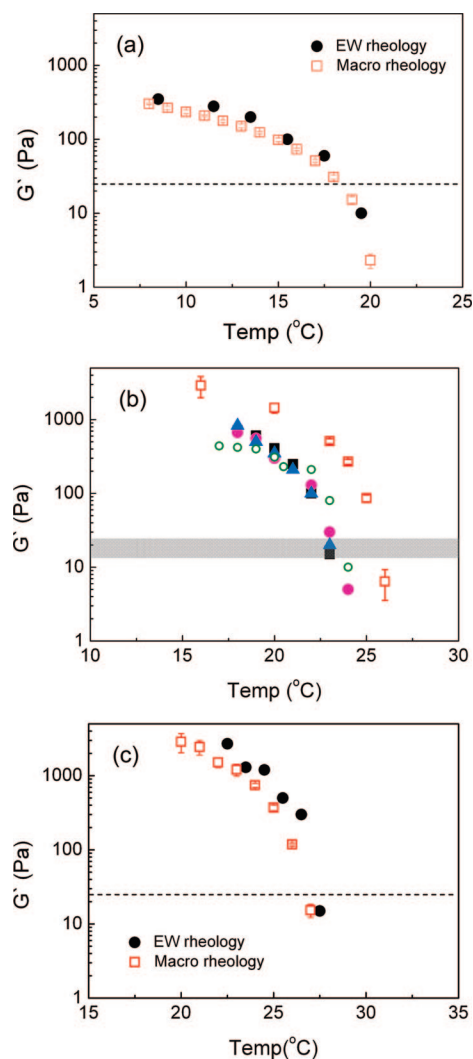 (a)
EW rheology
Macro rheology
1000
100
10
1
G` (Pa)
5 10 15 20 25
Temp (°C)
(b)
1000
100
10
1
G` (Pa)
10 15 20 25 30
Temp (°C)
(c)
1000
100
10
1
G` (Pa)
EW rheology
Macro rheology
15 20 25 30 35
Temp(°C)